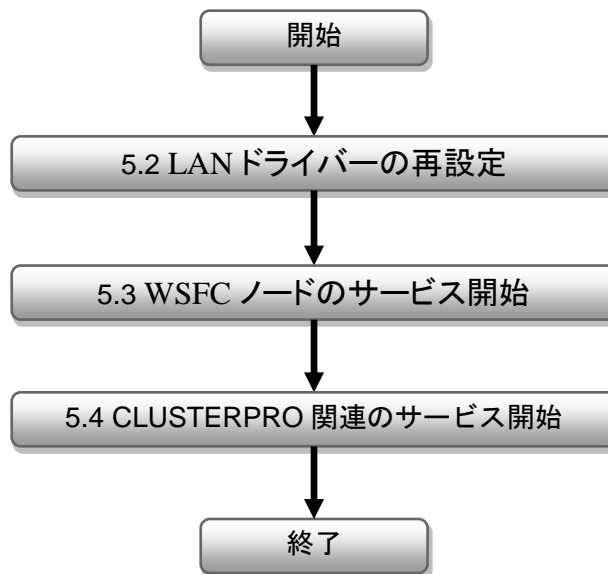 開始
5.2 LANドライバーの再設定
5.3 WSFC ノードのサービス開始
5.4 CLUSTERPRO 関連のサービス開始
終了